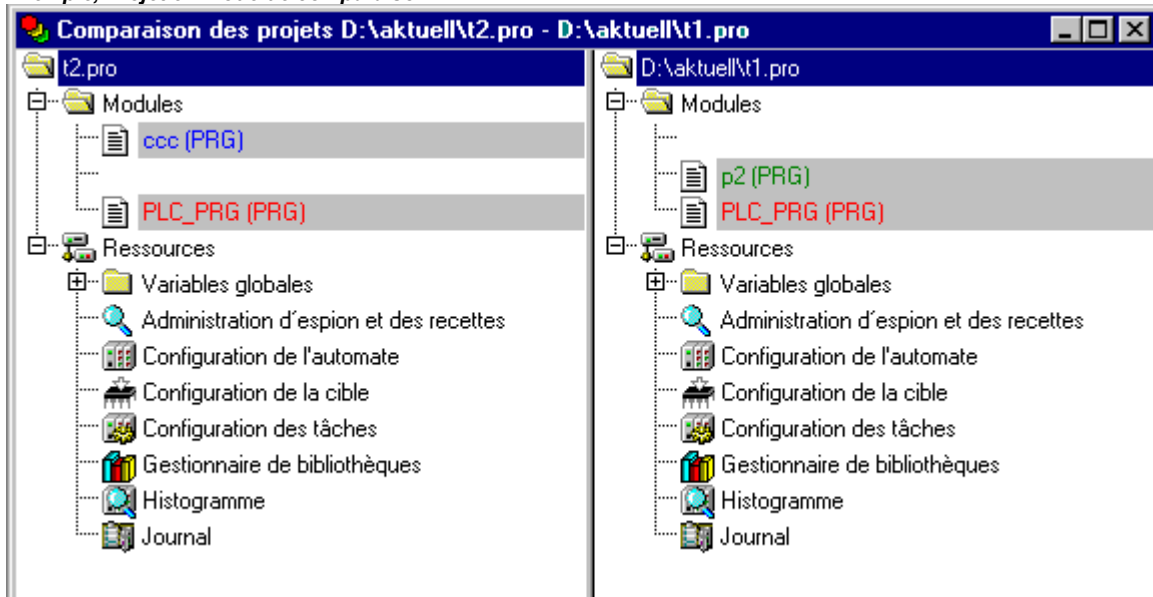 Comparaison des projets D:\aktuell\t2.pro - D:\aktuell\t1.pro
t2.pro
Modules
ccc (PRG)
PLC_PRG (PRG)
Ressources
Variables globales
Administration d´espion et des recettes
Configuration de l'automate
Configuration de la cible
Configuration des tâches
Gestionnaire de bibliothèques
Histogramme
Journal
D:\aktuell\t1.pro
Modules
p2 (PRG)
PLC_PRG (PRG)
Ressources
Variables globales
Administration d´espion et des recettes
Configuration de l'automate
Configuration de la cible
Configuration des tâches
Gestionnaire de bibliothèques
Histogramme
Journal